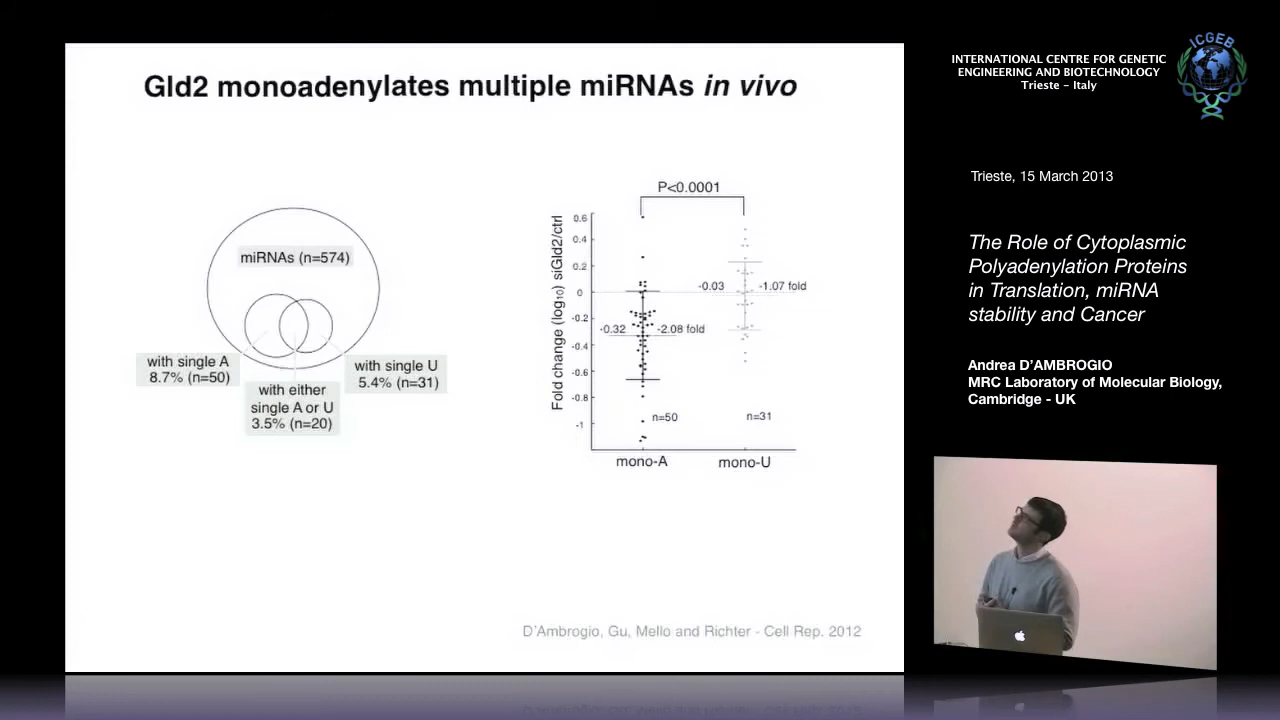 Gld2 monoadenylates multiple miRNAs in vivo
miRNAs (n=574)
with single A
8.7% (n=50)
with either
single A or U
3.5% (n=20)
with single U
5.4% (n=31)
P<0.0001
Fold change (log10) siGld2/ctrl
0.6
0.4
0.2
0
-0.2
-0.4
-0.6
-0.8
-1
-0.32
-2.08 fold
-0.03
-1.07 fold
n=50
n=31
mono-A
mono-U
D'Ambrogio, Gu, Mello and Richter - Cell Rep. 2012
INTERNATIONAL CENTRE FOR GENETIC
ENGINEERING AND BIOTECHNOLOGY
Trieste - Italy
ICGEB
Trieste, 15 March 2013
The Role of Cytoplasmic
Polyadenylation Proteins
in Translation, miRNA
stability and Cancer
Andrea D'AMBROGIO
MRC Laboratory of Molecular Biology,
Cambridge - UK